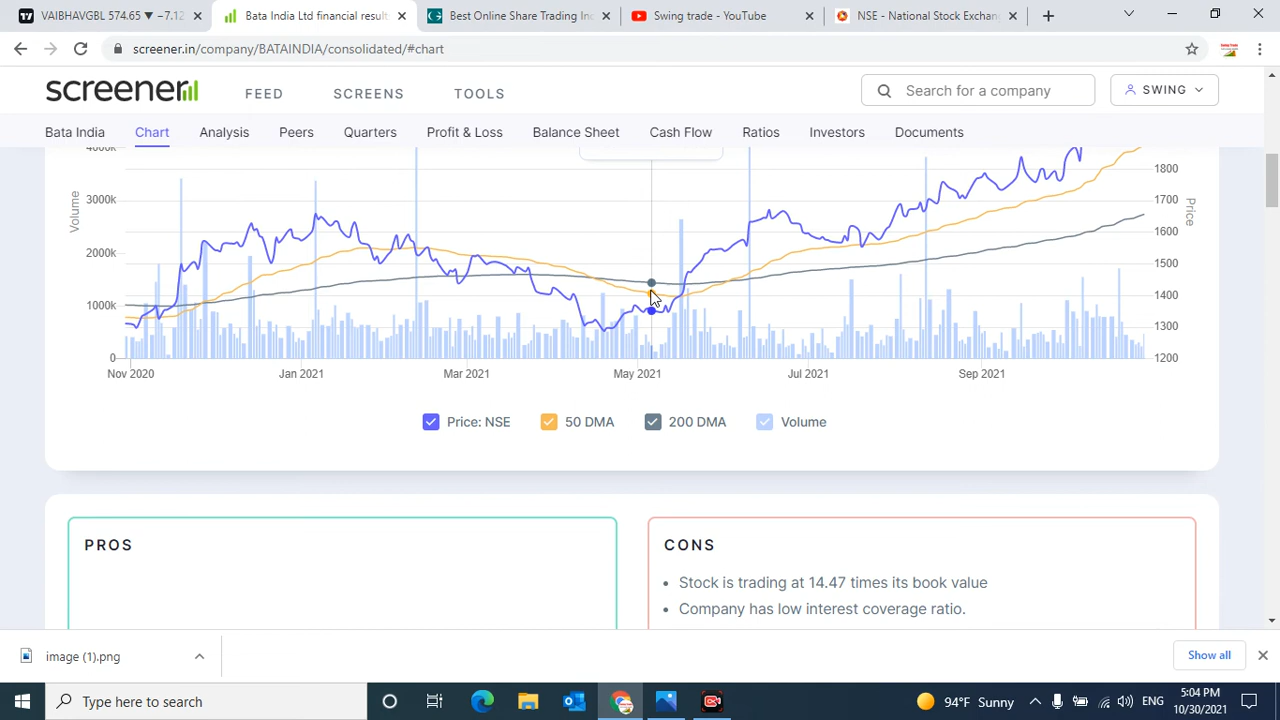 VAIBHAVGBL 574.65 ▼ −7.12
Bata India Ltd financial result
Best Online Share Trading In
Swing trade - YouTube
NSE - National Stock Exchan
screener.in/company/BATAINDIA/consolidated/#chart
screener
FEED
SCREENS
TOOLS
Search for a company
SWING
Bata India
Chart
Analysis
Peers
Quarters
Profit & Loss
Balance Sheet
Cash Flow
Ratios
Investors
Documents
4000k
3000k
2000k
1000k
0
Volume
1800
1700
1600
1500
1400
1300
1200
Price
Nov 2020
Jan 2021
Mar 2021
May 2021
Jul 2021
Sep 2021
Price: NSE
50 DMA
200 DMA
Volume
PROS
CONS
• Stock is trading at 14.47 times its book value
• Company has low interest coverage ratio.
image (1).png
Show all
Type here to search
94°F Sunny
ENG
5:04 PM
10/30/2021